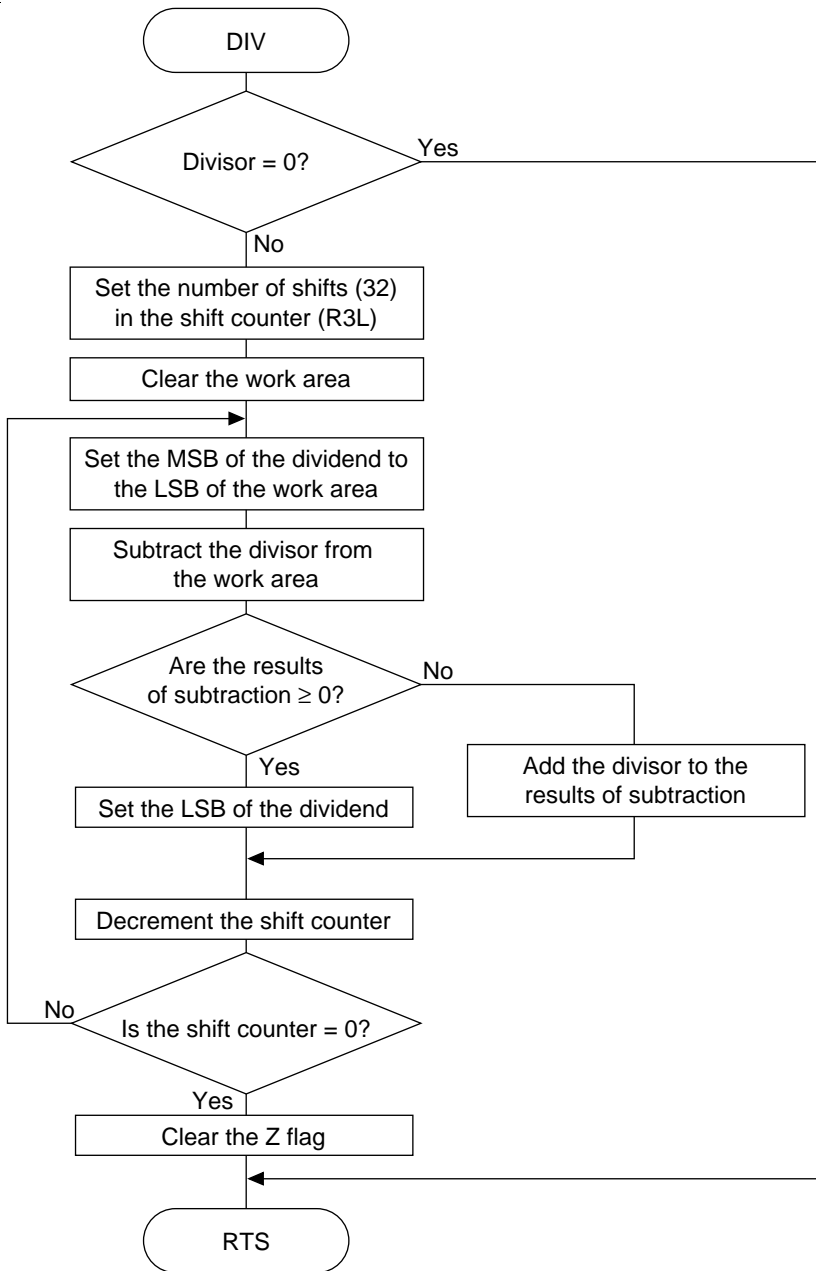 DIV
Divisor = 0?
Yes
No
Set the number of shifts (32)
in the shift counter (R3L)
Clear the work area
Set the MSB of the dividend to
the LSB of the work area
Subtract the divisor from
the work area
Are the results
of subtraction ≥ 0?
No
Yes
Add the divisor to the
results of subtraction
Set the LSB of the dividend
Decrement the shift counter
No
Is the shift counter = 0?
Yes
Clear the Z flag
RTS